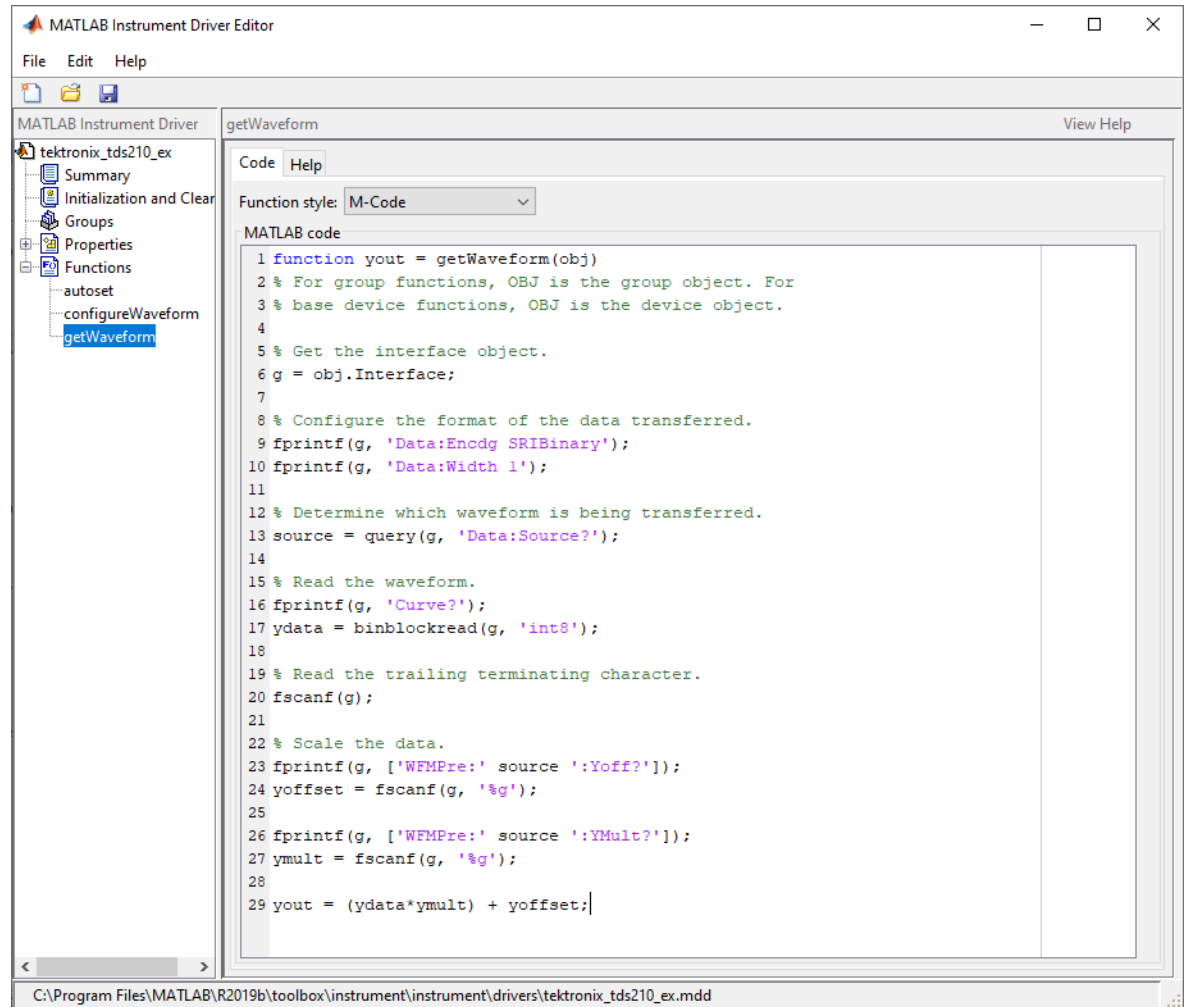 MATLAB Instrument Driver Editor
File Edit Help
MATLAB Instrument Driver
getWaveform
View Help
tektronix_tds210_ex
Summary
Initialization and Clear
Groups
Properties
Functions
autoset
configureWaveform
getWaveform
Code Help
Function style: M-Code
MATLAB code
1 function yout = getWaveform(obj)
2 % For group functions, OBJ is the group object. For
3 % base device functions, OBJ is the device object.
4
5 % Get the interface object.
6 g = obj.Interface;
7
8 % Configure the format of the data transferred.
9 fprintf(g, 'Data:Encdg SRIBinary');
10 fprintf(g, 'Data:Width 1');
11
12 % Determine which waveform is being transferred.
13 source = query(g, 'Data:Source?');
14
15 % Read the waveform.
16 fprintf(g, 'Curve?');
17 ydata = binblockread(g, 'int8');
18
19 % Read the trailing terminating character.
20 fscanf(g);
21
22 % Scale the data.
23 fprintf(g, ['WFMPre:' source ':Yoff?']);
24 yoffset = fscanf(g, '%g');
25
26 fprintf(g, ['WFMPre:' source ':YMult?']);
27 ymult = fscanf(g, '%g');
28
29 yout = (ydata*ymult) + yoffset;
C:\Program Files\MATLAB\R2019b\toolbox\instrument\instrument\drivers\tektronix_tds210_ex.mdd